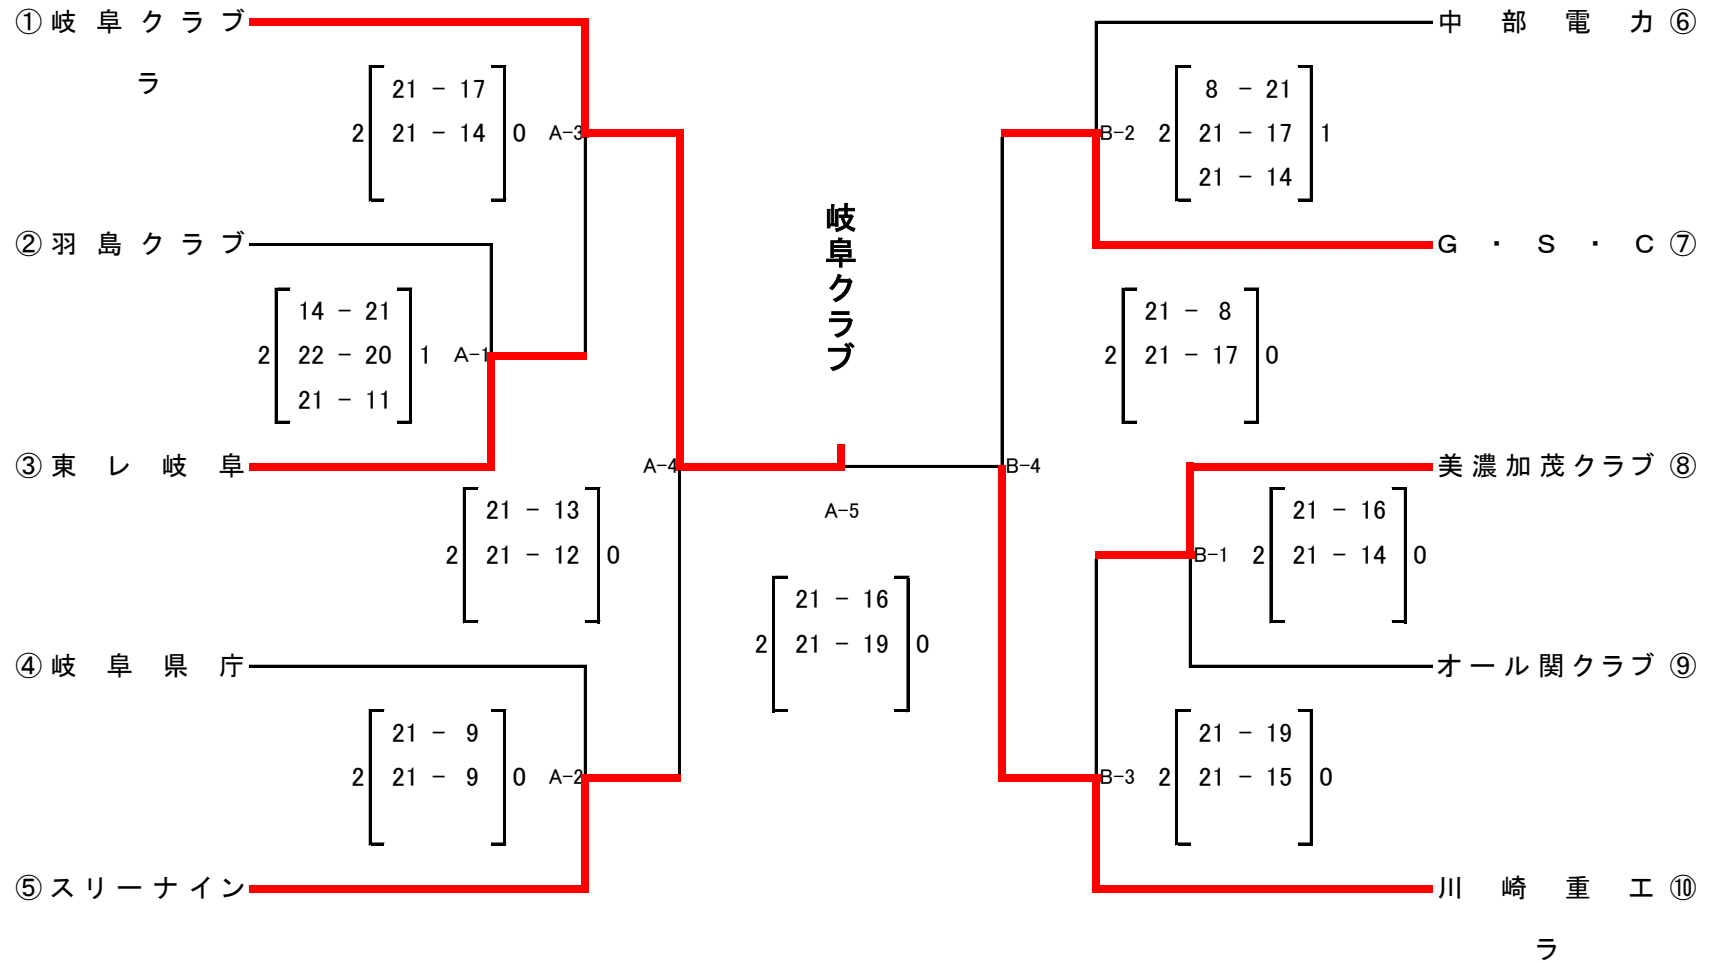 ①岐阜クラブ
中部電力⑥
ラ
21 - 17
2 21 - 14 0 A-3
8 - 21
B-2 2 21 - 17 1
21 - 14
岐阜クラブ
②羽島クラブ
G・S・C⑦
14 - 21
2 22 - 20 1 A-1
21 - 11
21 - 8
2 21 - 17 0
③東レ岐阜
A-4
B-4
美濃加茂クラブ⑧
21 - 13
2 21 - 12 0
A-5
21 - 16
B-1 2 21 - 14 0
21 - 16
2 21 - 19 0
④岐阜県庁
オール関クラブ⑨
21 - 9
2 21 - 9 0 A-2
21 - 19
B-3 2 21 - 15 0
⑤スリーナイン
川崎重工⑩
ラ